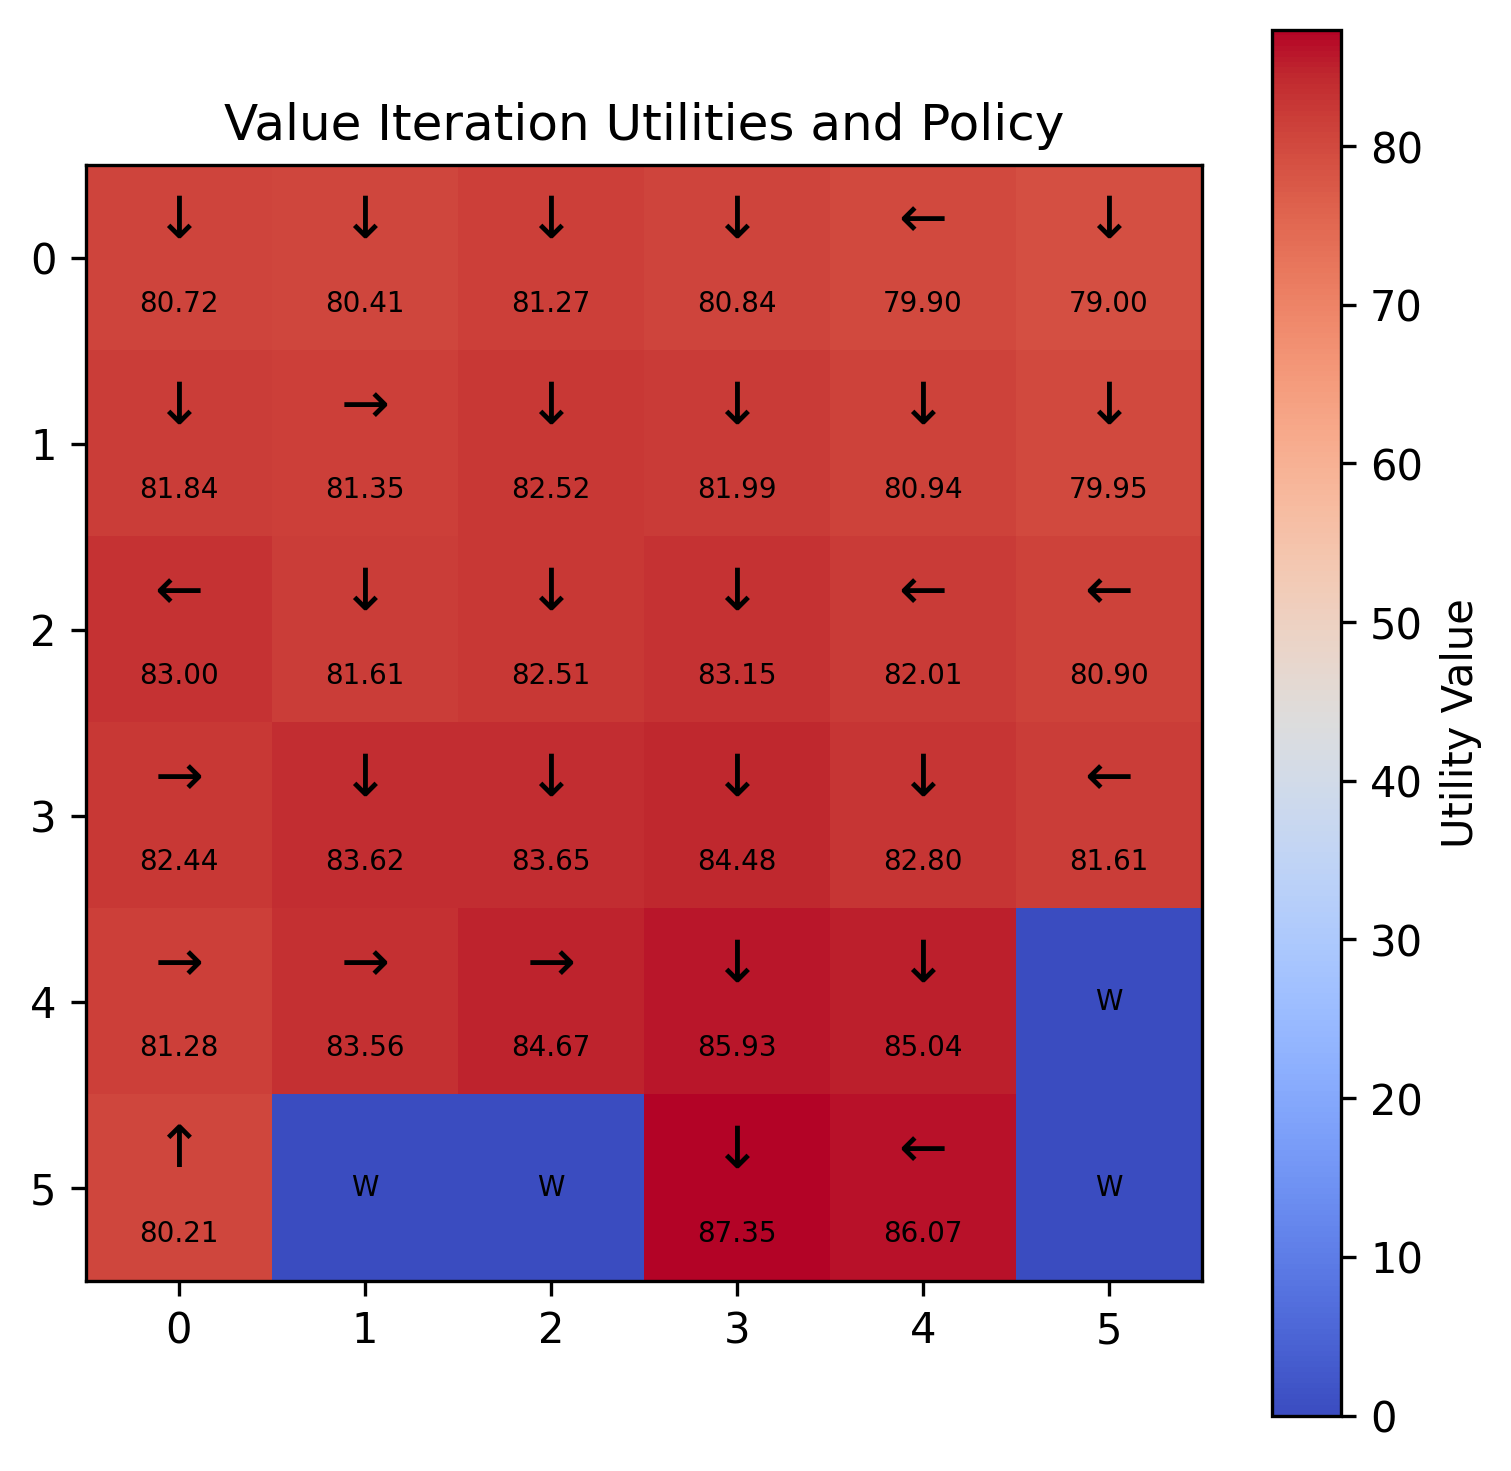 Value Iteration Utilities and Policy
↓ ↓ ↓ ↓ ← ↓
0
80.72 80.41 81.27 80.84 79.90 79.00
↓ → ↓ ↓ ↓ ↓
1
81.84 81.35 82.52 81.99 80.94 79.95
← ↓ ↓ ↓ ← ←
2
83.00 81.61 82.51 83.15 82.01 80.90
→ ↓ ↓ ↓ ↓ ←
3
82.44 83.62 83.65 84.48 82.80 81.61
→ → → ↓ ↓
4 W
81.28 83.56 84.67 85.93 85.04
↑ ↓ ←
5 W W W
80.21 87.35 86.07
0 1 2 3 4 5
80
70
60
50
40
30
20
10
0
Utility Value